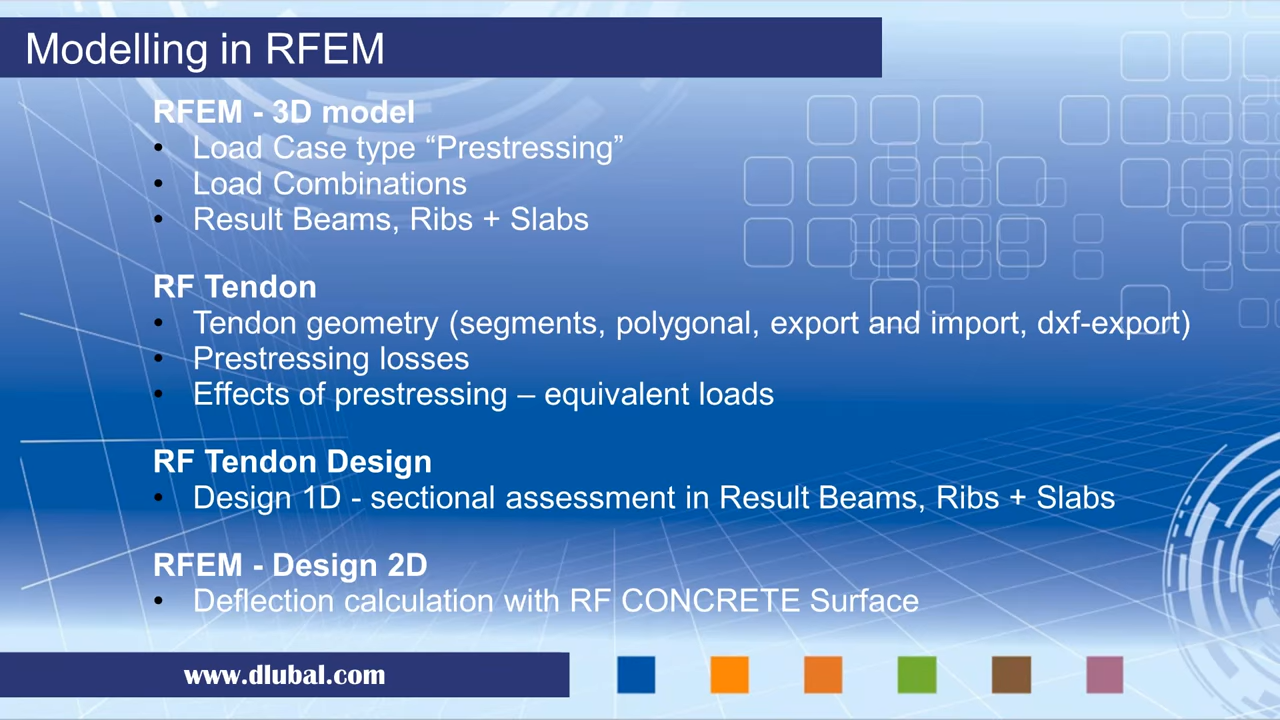 Modelling in RFEM
RFEM - 3D model
• Load Case type “Prestressing”
• Load Combinations
• Result Beams, Ribs + Slabs
RF Tendon
• Tendon geometry (segments, polygonal, export and import, dxf-export)
• Prestressing losses
• Effects of prestressing – equivalent loads
RF Tendon Design
• Design 1D - sectional assessment in Result Beams, Ribs + Slabs
RFEM - Design 2D
• Deflection calculation with RF CONCRETE Surface
www.dlubal.com